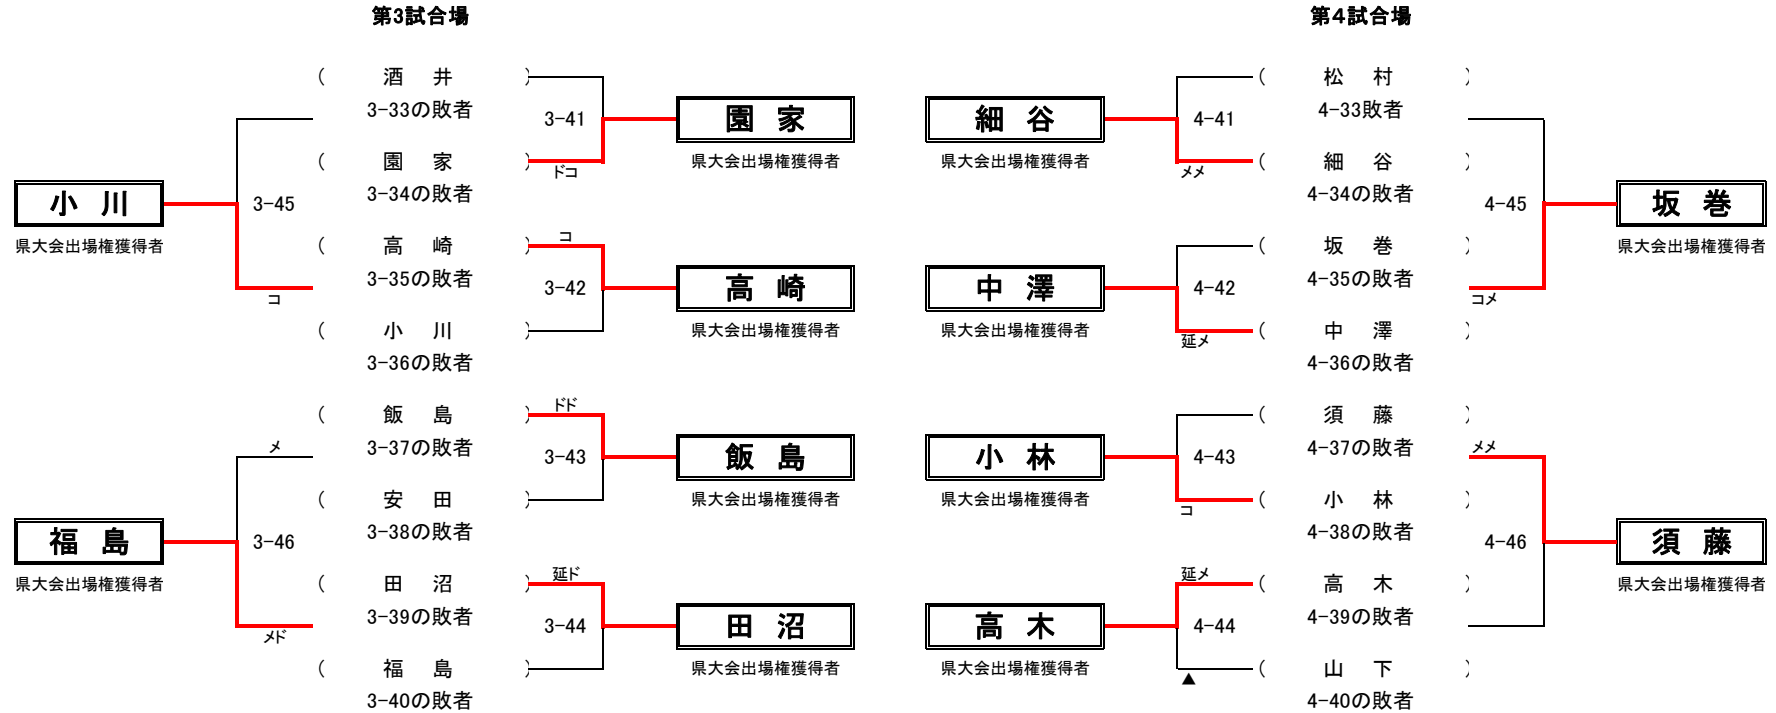 第3試合場
( 酒 井 )
3-33の敗者
3-41
園 家
県大会出場権獲得者
( 園 家 )
ドコ
3-34の敗者
小 川
県大会出場権獲得者
3-45
コ
( 高 崎 )
コ
3-35の敗者
3-42
高 崎
県大会出場権獲得者
( 小 川 )
3-36の敗者
( 飯 島 )
ドド
3-37の敗者
メ
3-43
飯 島
県大会出場権獲得者
( 安 田 )
3-38の敗者
福 島
県大会出場権獲得者
3-46
メド
( 田 沼 )
延ド
3-39の敗者
3-44
田 沼
県大会出場権獲得者
( 福 島 )
3-40の敗者
第4試合場
細 谷
県大会出場権獲得者
4-41
メメ
( 松 村 )
4-33敗者
( 細 谷 )
4-34の敗者
4-45
コメ
坂 巻
県大会出場権獲得者
中 澤
県大会出場権獲得者
4-42
延メ
( 坂 巻 )
4-35の敗者
( 中 澤 )
4-36の敗者
小 林
県大会出場権獲得者
4-43
コ
( 須 藤 )
4-37の敗者
メメ
( 小 林 )
4-38の敗者
4-46
須 藤
県大会出場権獲得者
高 木
県大会出場権獲得者
延メ
4-44
▲
( 高 木 )
4-39の敗者
( 山 下 )
4-40の敗者